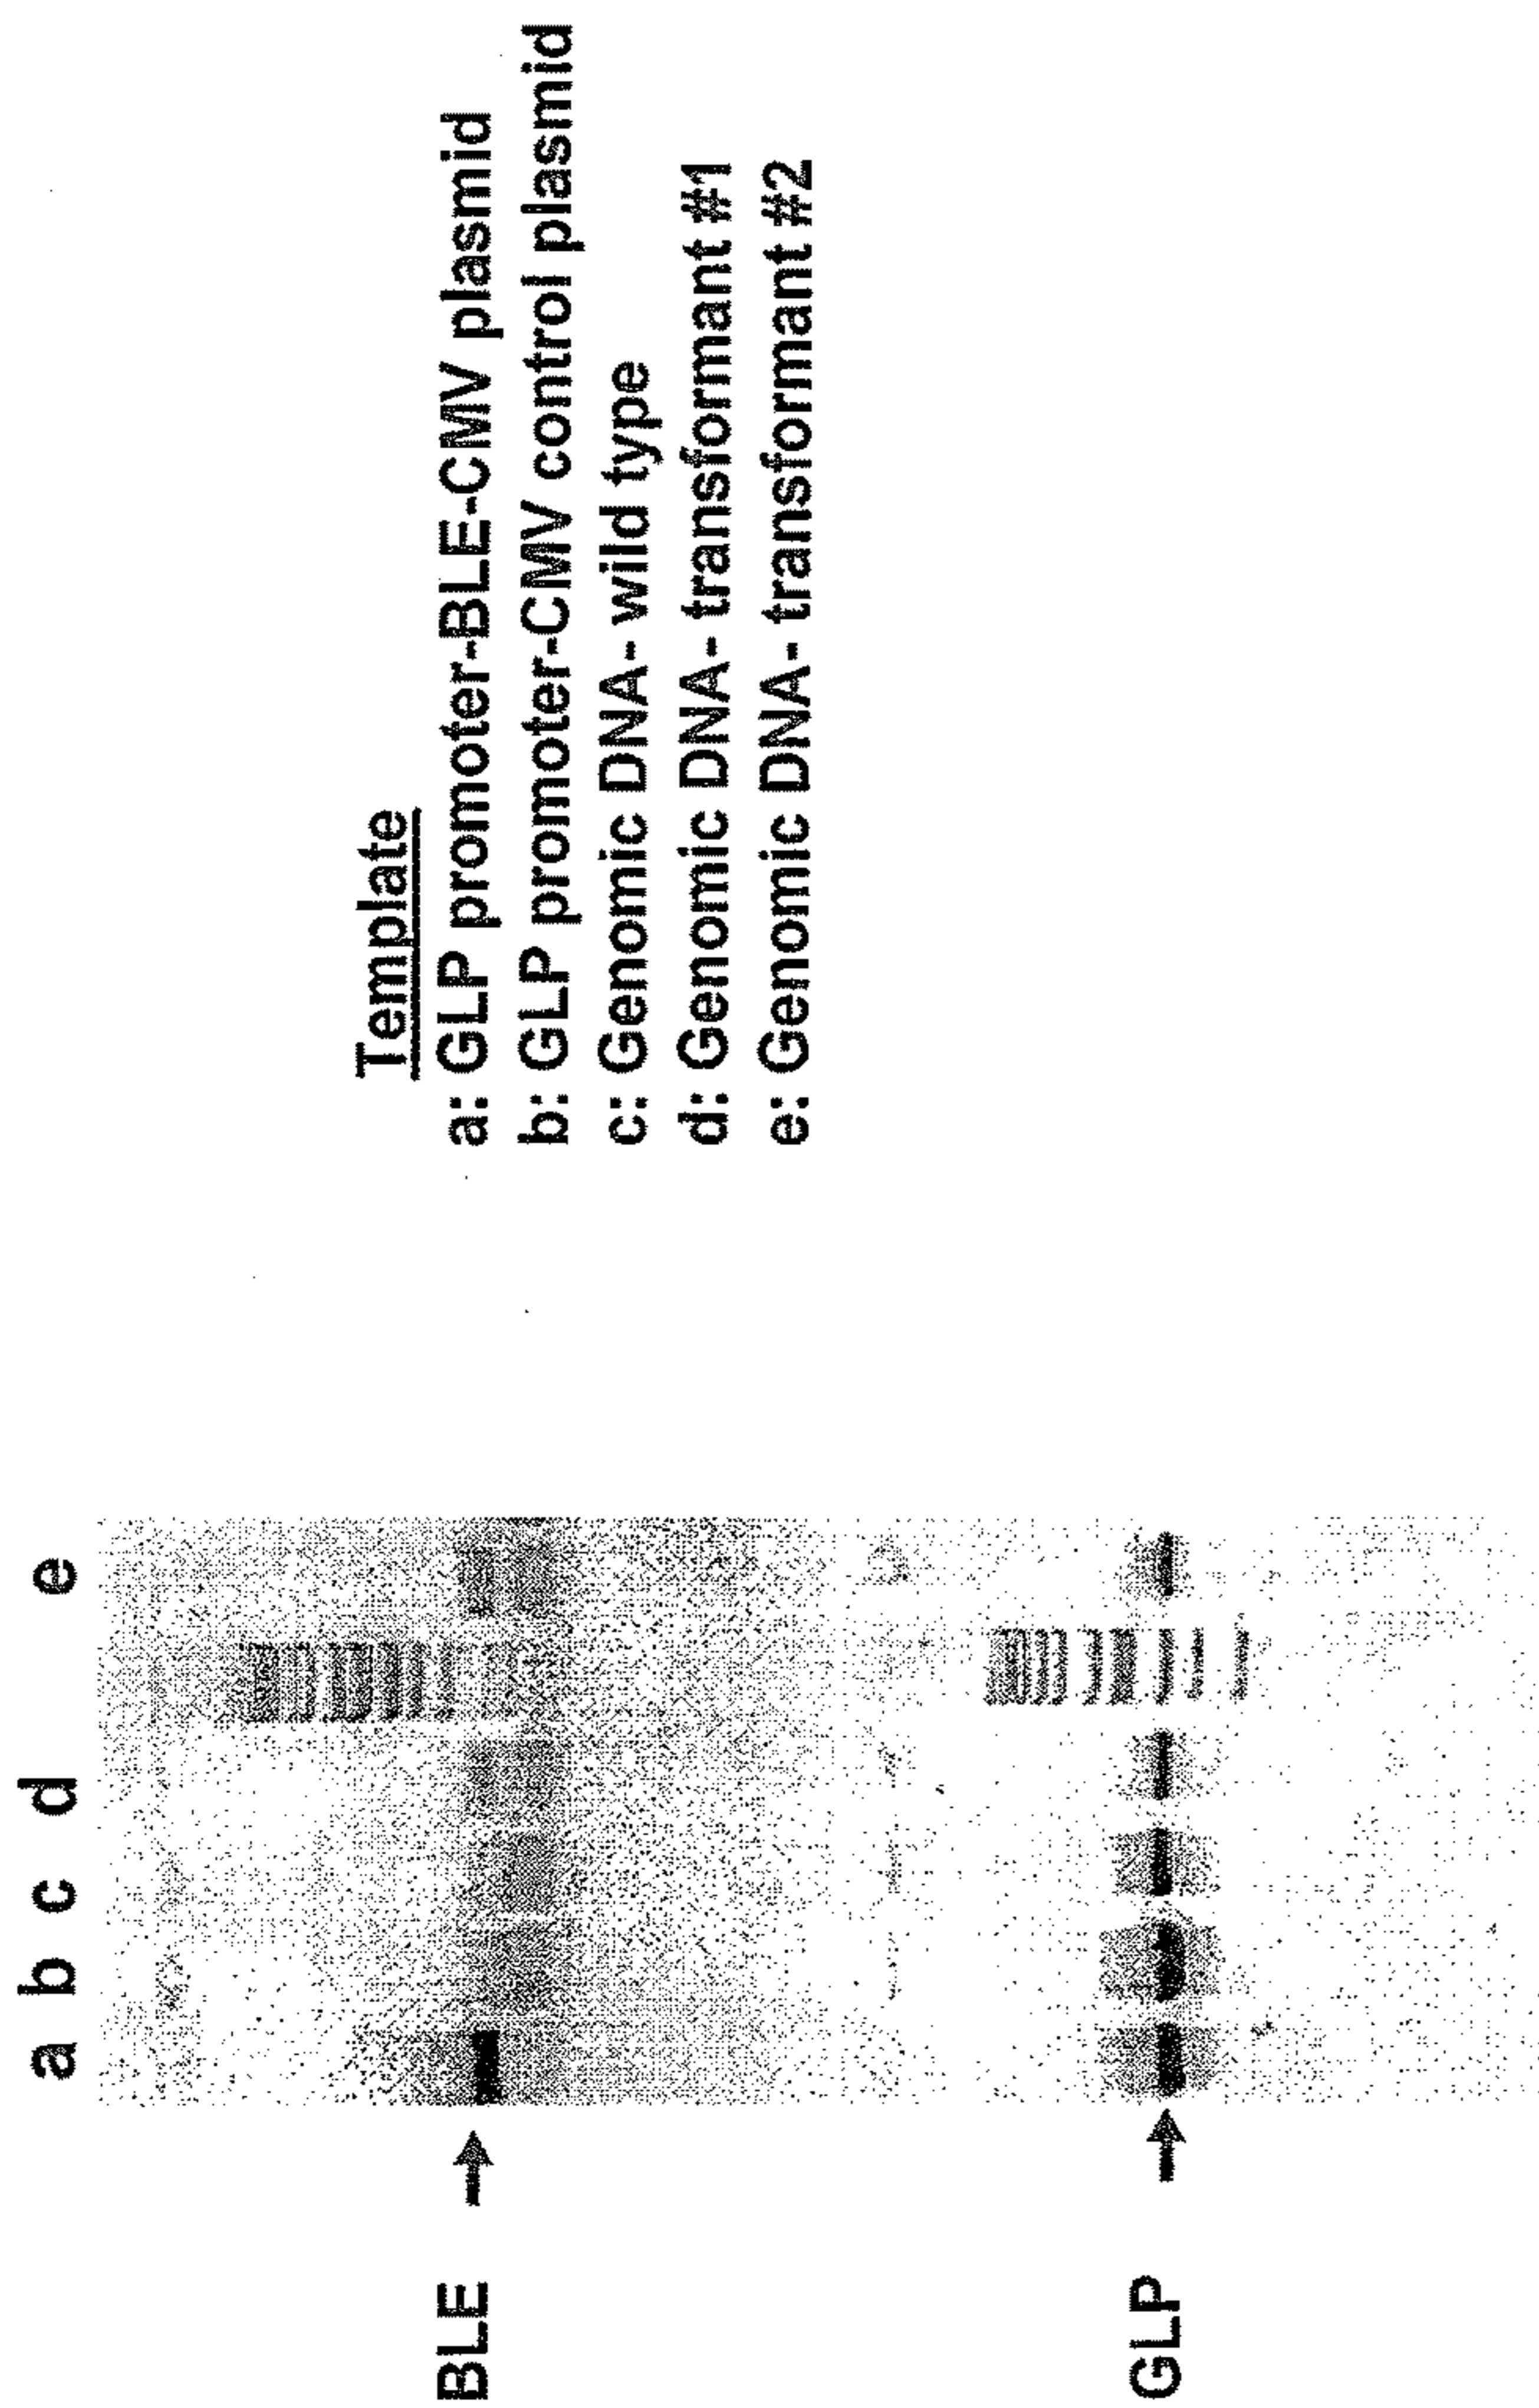 a b c d e
BLE
GLP
Template
a: GLP promoter-BLE-CMV plasmid
b: GLP promoter-CMV control plasmid
c: Genomic DNA- wild type
d: Genomic DNA- transformant #1
e: Genomic DNA- transformant #2